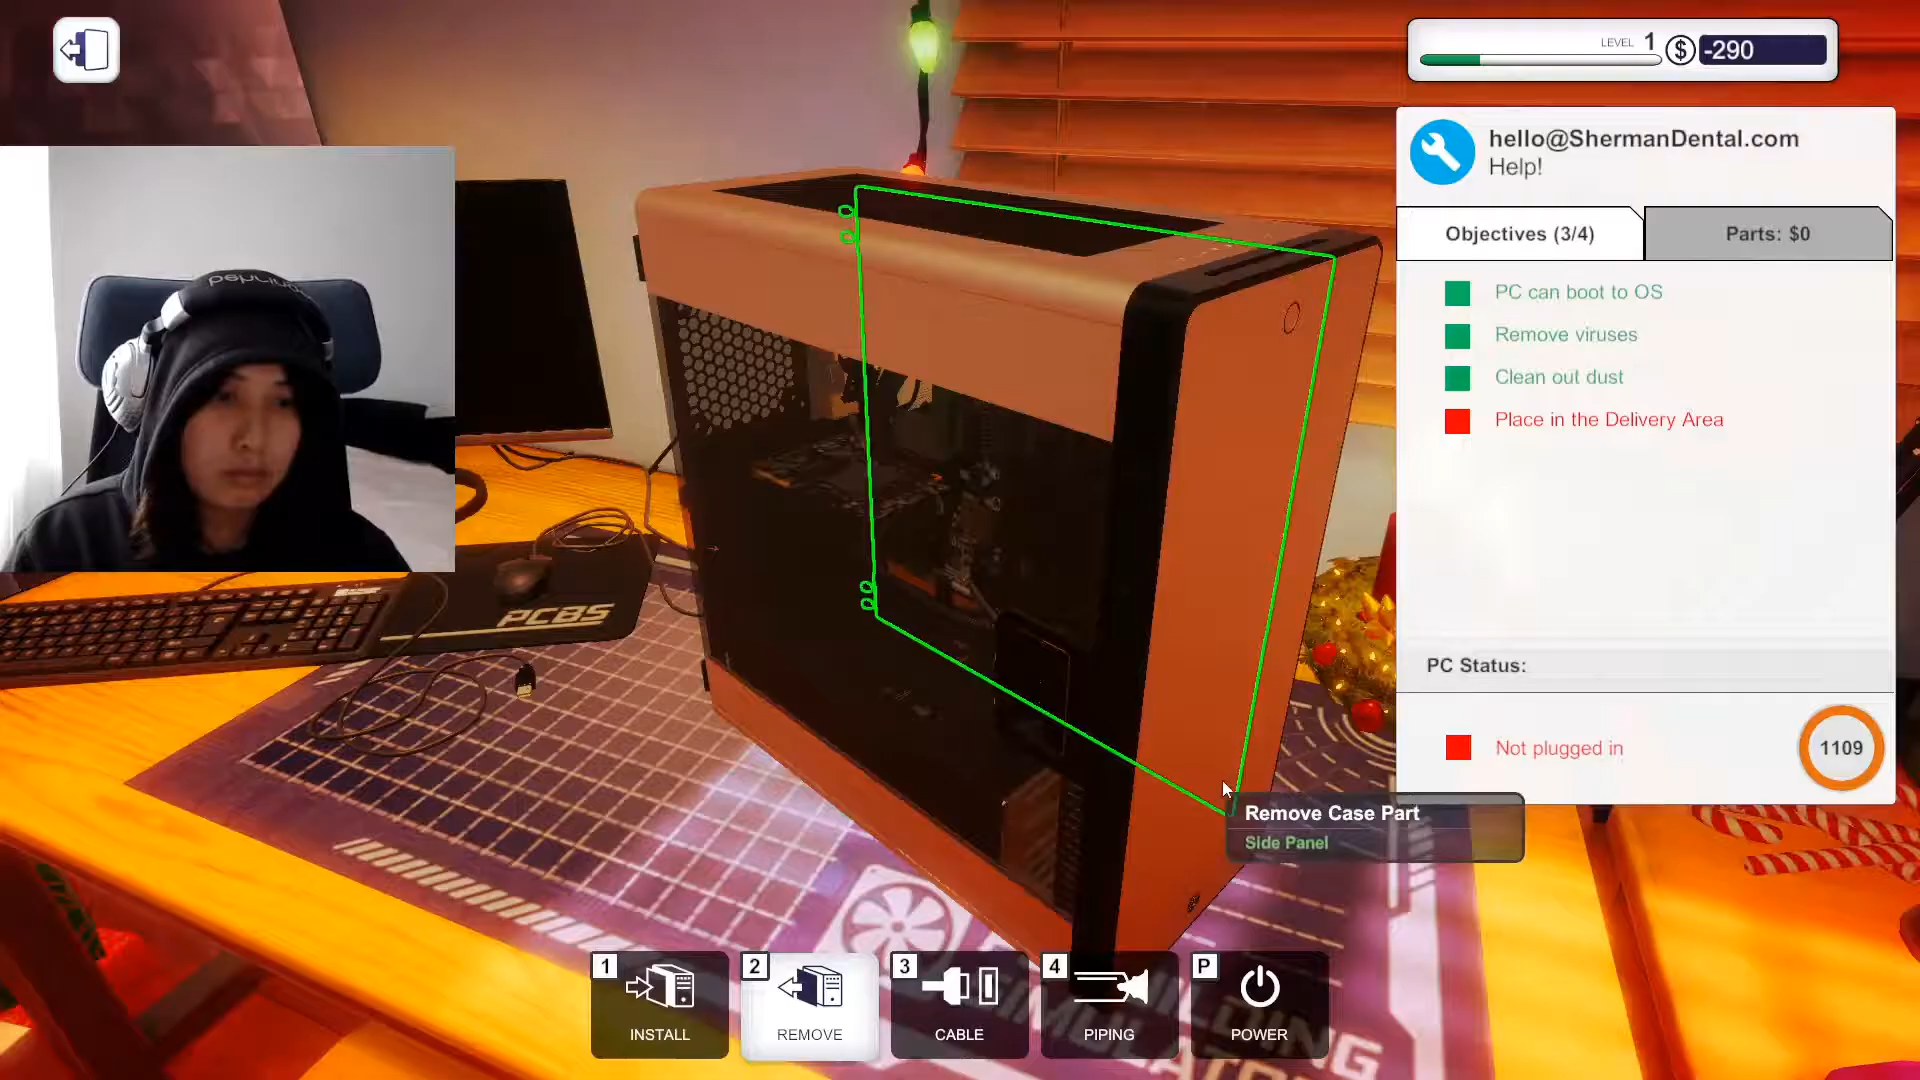 LEVEL 1
$ -290
hello@ShermanDental.com
Help!
Objectives (3/4)
Parts: $0
PC can boot to OS
Remove viruses
Clean out dust
Place in the Delivery Area
PC Status:
Not plugged in
1109
Remove Case Part
Side Panel
PCBS
1
INSTALL
2
REMOVE
3
CABLE
4
PIPING
P
POWER